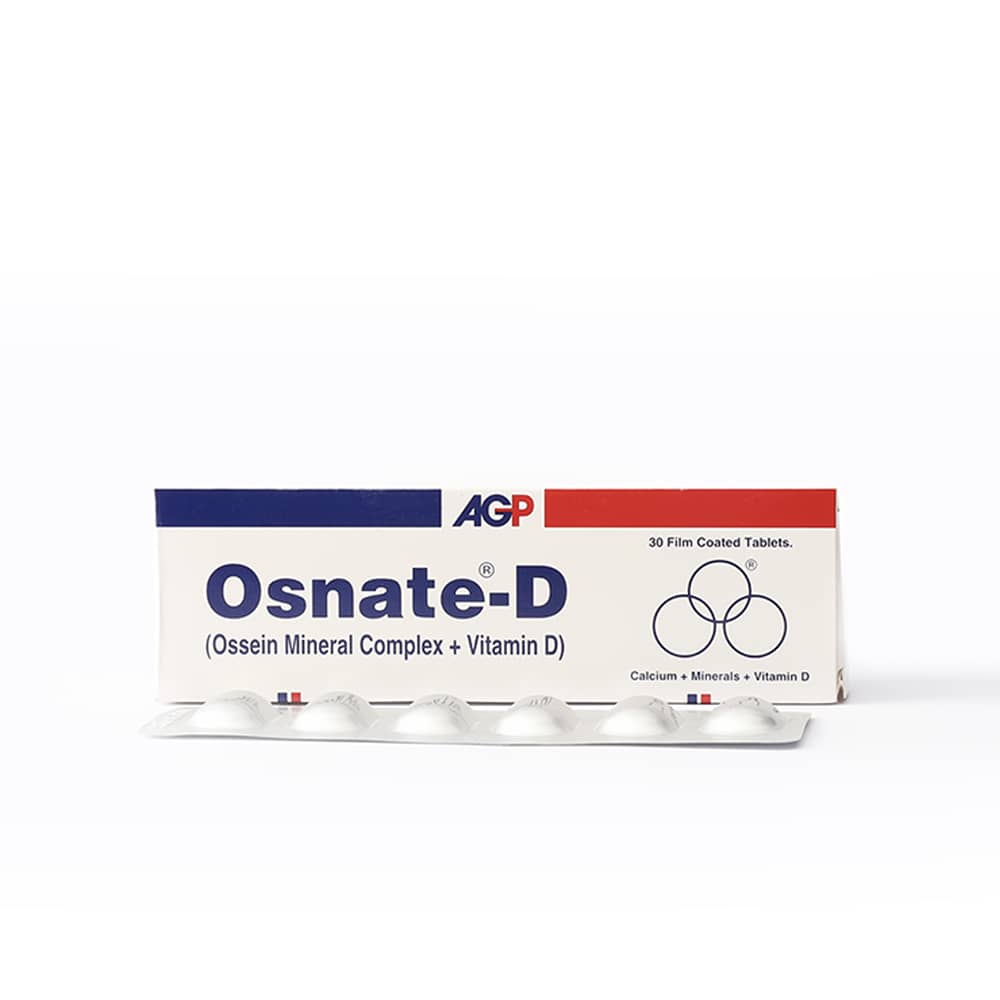 AGP
30 Film Coated Tablets.
Osnate®-D
®
(Ossein Mineral Complex + Vitamin D)
Calcium + Minerals + Vitamin D